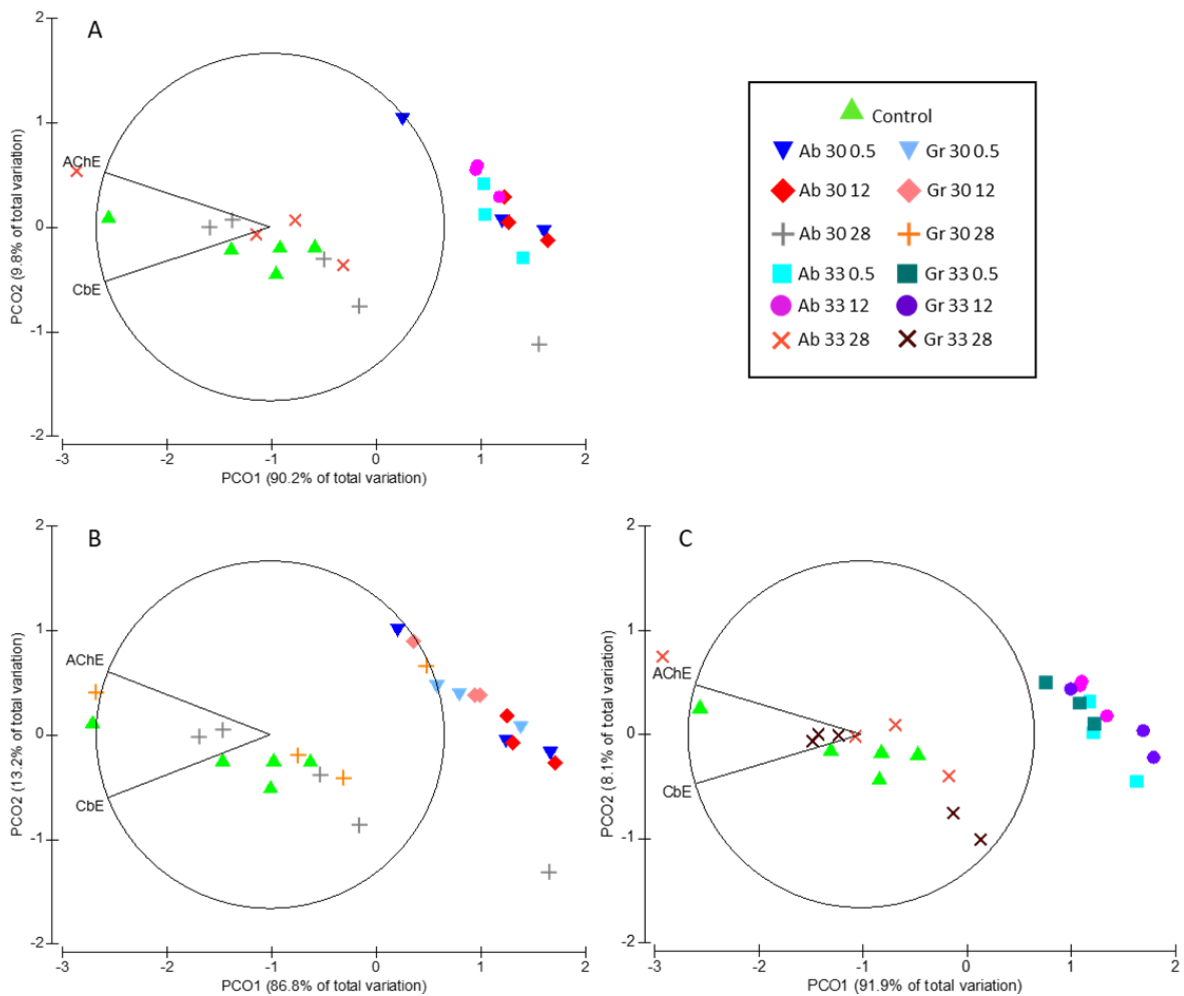 A
2
1
0
-1
-2
PCO2 (9.8% of total variation)
AChE
CbE
-3 -2 -1 0 1 2
PCO1 (90.2% of total variation)
Control
Ab 30 0.5 Gr 30 0.5
Ab 30 12 Gr 30 12
Ab 30 28 Gr 30 28
Ab 33 0.5 Gr 33 0.5
Ab 33 12 Gr 33 12
Ab 33 28 Gr 33 28
B
2
1
0
-1
-2
PCO2 (13.2% of total variation)
AChE
CbE
-3 -2 -1 0 1 2
PCO1 (86.8% of total variation)
C
2
1
0
-1
-2
PCO2 (8.1% of total variation)
AChE
CbE
-3 -2 -1 0 1 2
PCO1 (91.9% of total variation)